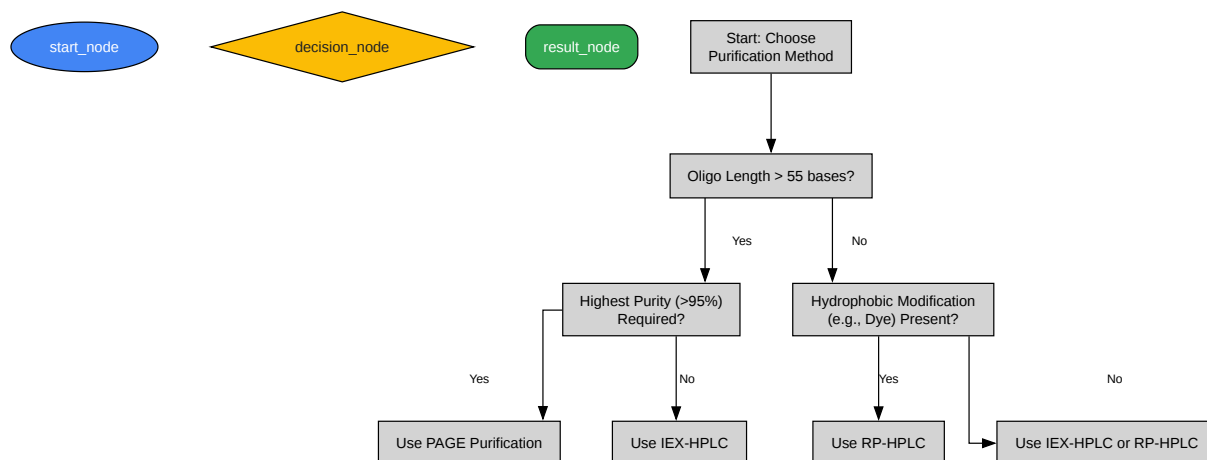 start_node
decision_node
result_node
Start: Choose
Purification Method
Oligo Length > 55 bases?
Yes
No
Highest Purity (>95%)
Required?
Hydrophobic Modification
(e.g., Dye) Present?
Yes
No
Yes
No
Use PAGE Purification
Use IEX-HPLC
Use RP-HPLC
Use IEX-HPLC or RP-HPLC